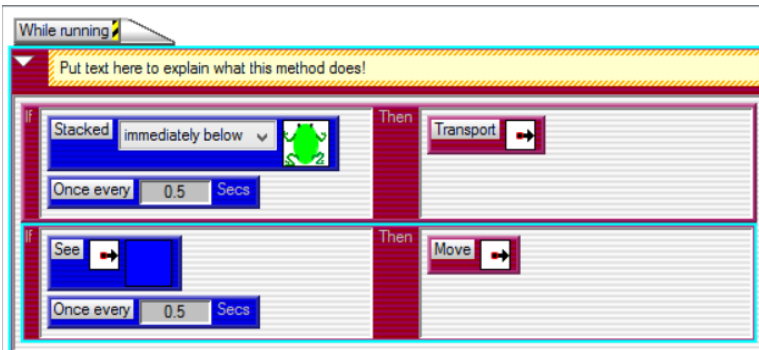 While running
Put text here to explain what this method does!
If
Stacked immediately below
Once every 0.5 Secs
Then
Transport
If
See
Once every 0.5 Secs
Then
Move